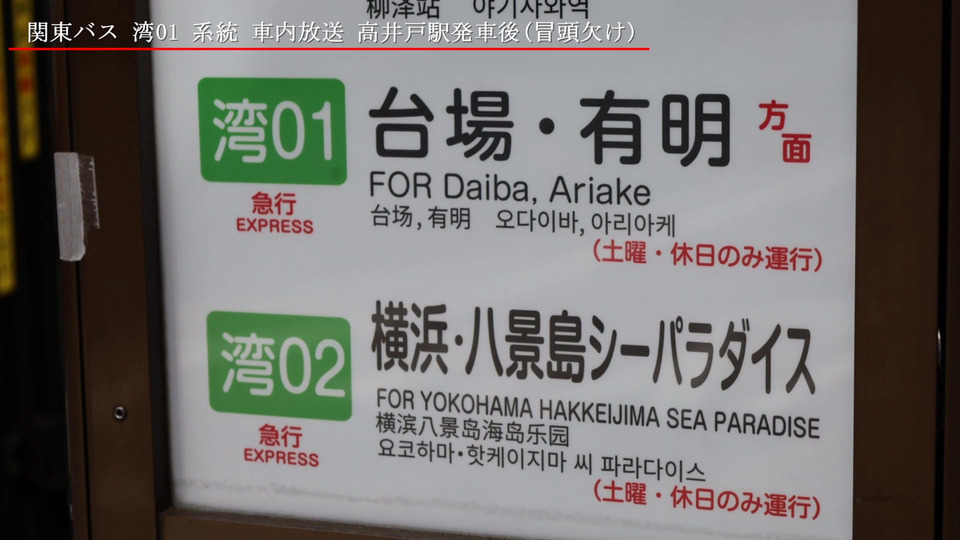 関東バス 湾01 系統 車内放送 高井戸駅発車後(冒頭欠け)
柳泽站 야기사와역
湾01
台場・有明 方面
急行
EXPRESS
FOR Daiba, Ariake
台场,有明 오다이바,아리아케
(土曜・休日のみ運行)
湾02
横浜・八景島シーパラダイス
急行
EXPRESS
FOR YOKOHAMA HAKKEIJIMA SEA PARADISE
横滨八景岛海岛乐园
요코하마・핫케이지마 씨 파라다이스
(土曜・休日のみ運行)